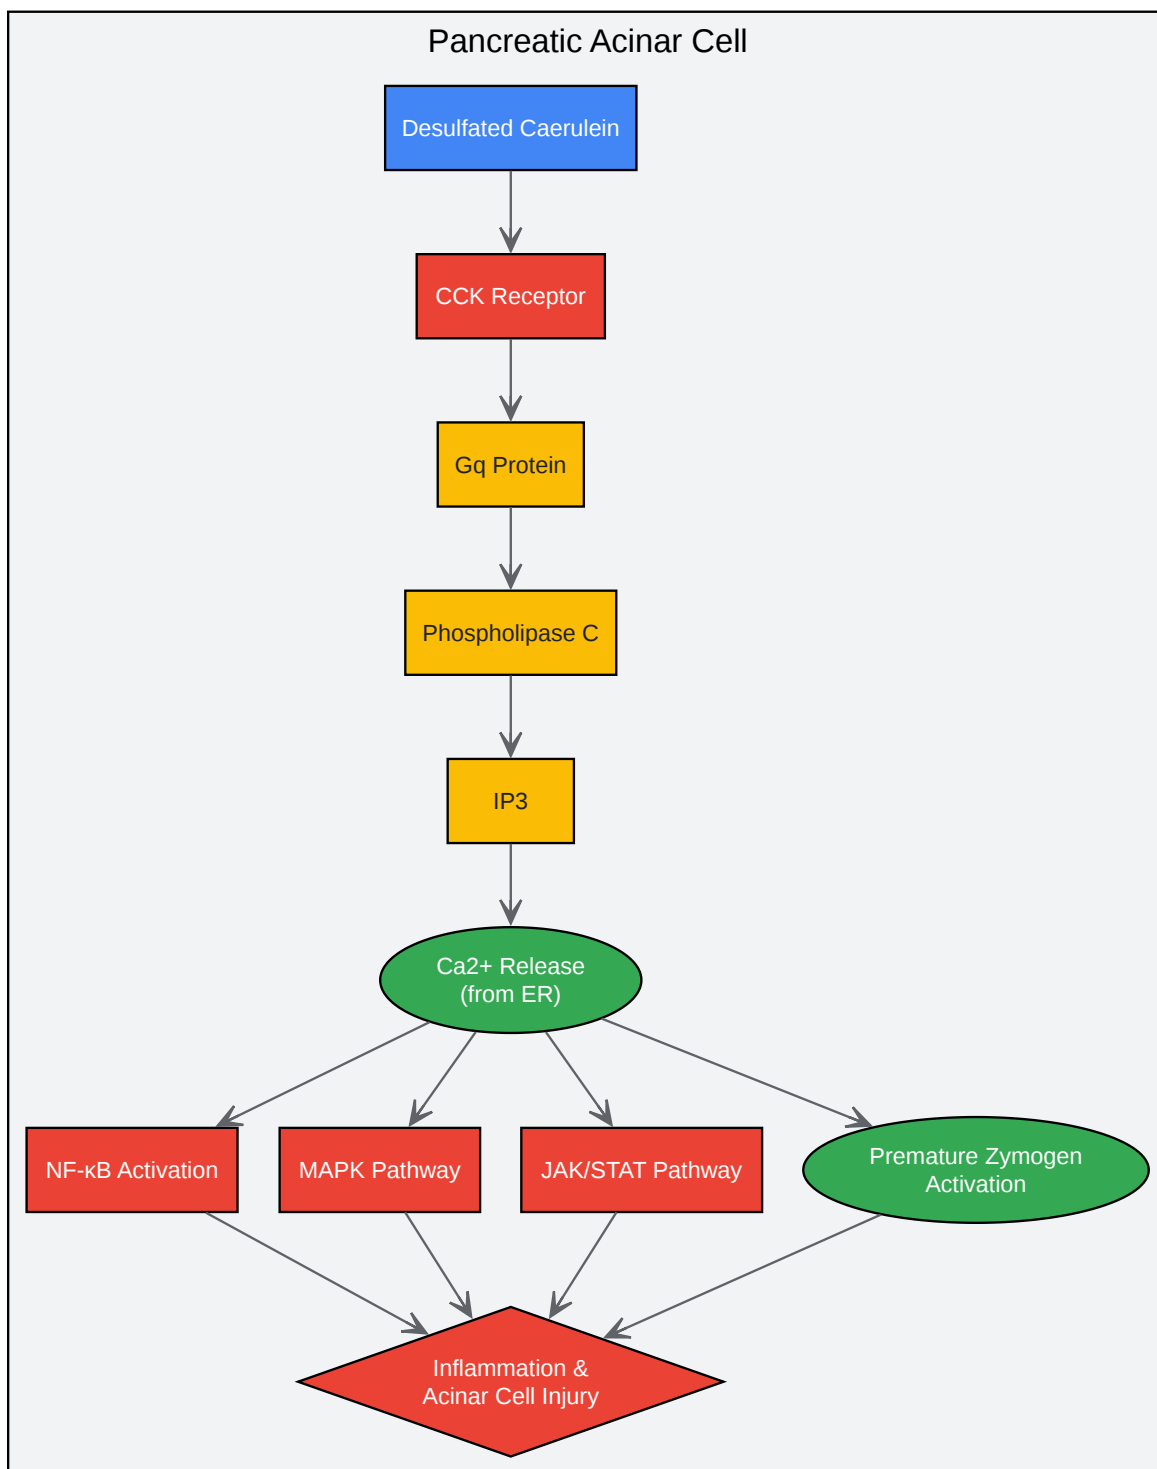 Pancreatic Acinar Cell
Desulfated Caerulein
CCK Receptor
Gq Protein
Phospholipase C
IP3
Ca2+ Release
(from ER)
NF-κB Activation
MAPK Pathway
JAK/STAT Pathway
Premature Zymogen
Activation
Inflammation &
Acinar Cell Injury